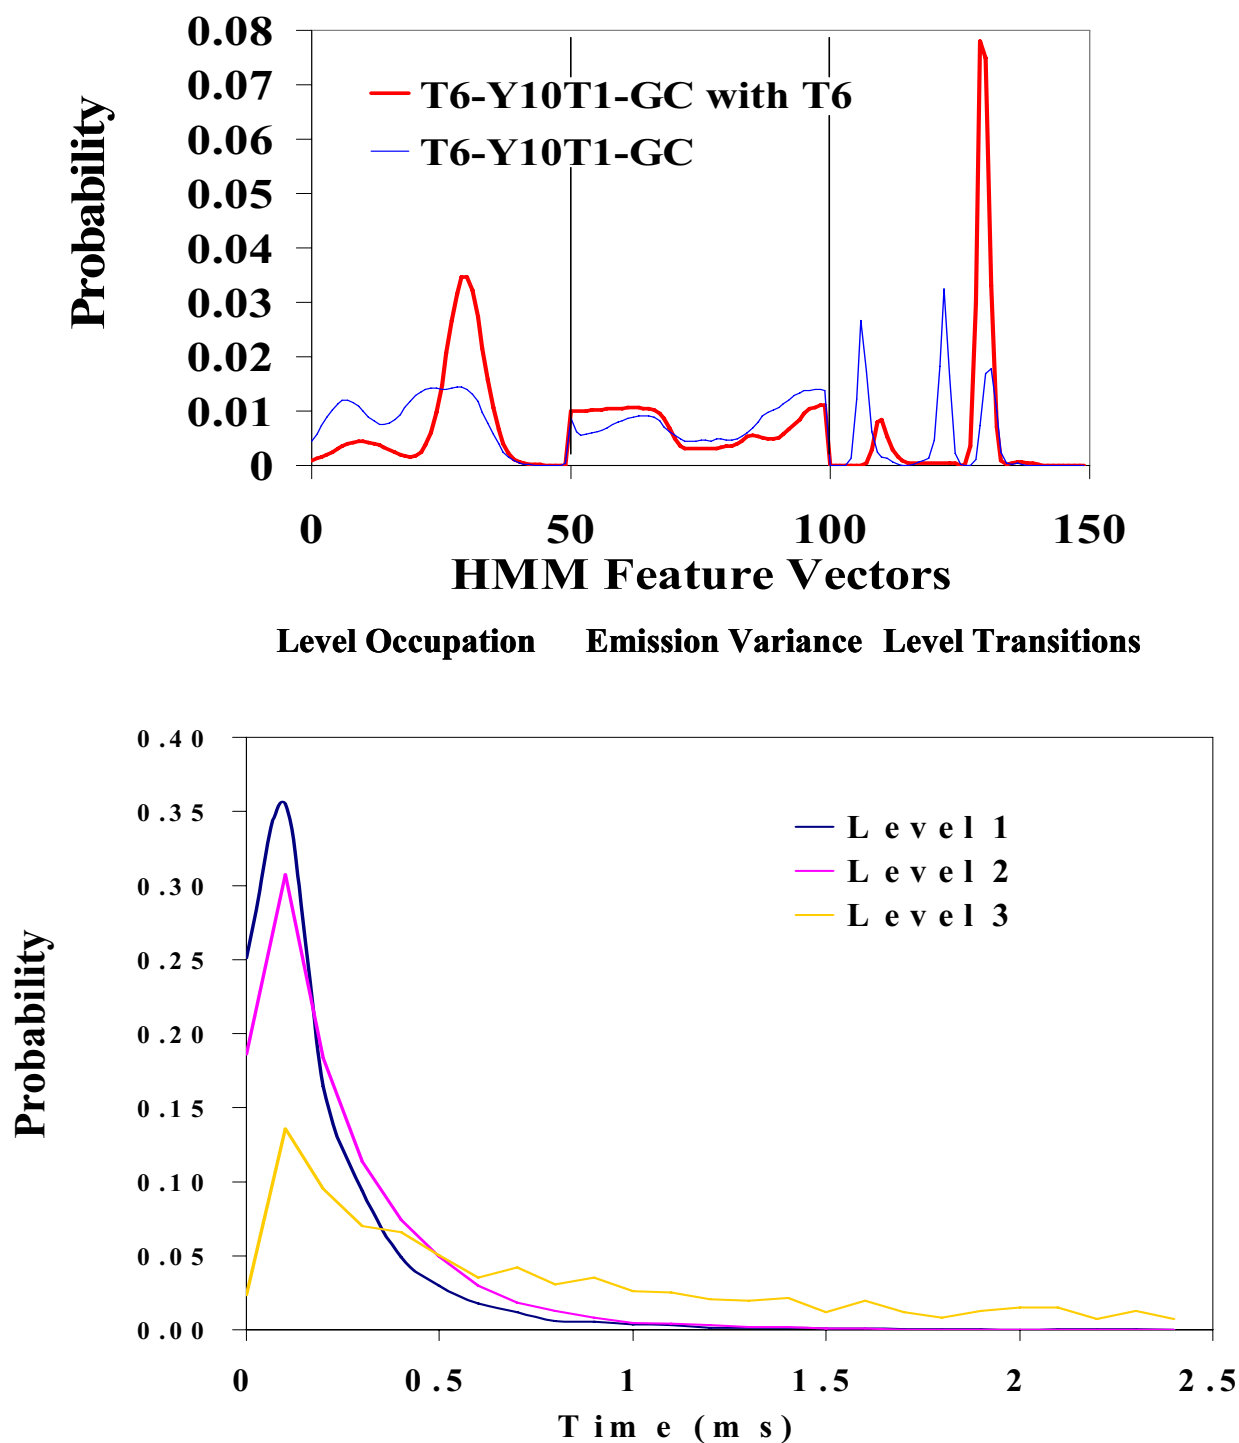 0.08
0.07
0.06
0.05
0.04
0.03
0.02
0.01
0
Probability
T6-Y10T1-GC with T6
T6-Y10T1-GC
0 50 100 150
HMM Feature Vectors
Level Occupation Emission Variance Level Transitions
0.40
0.35
0.30
0.25
0.20
0.15
0.10
0.05
0.00
Probability
Level 1
Level 2
Level 3
0 0.5 1 1.5 2 2.5
Time (ms)